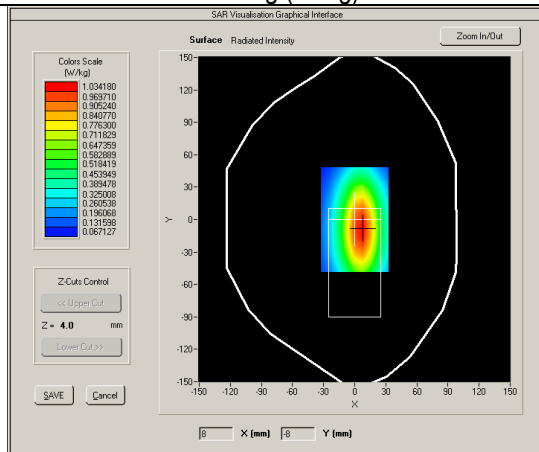 SAR Visualisation Graphical Interface
Surface Radiated Intensity
Zoom In/Out
Colors Scale
(W/kg)
1.034180
0.969710
0.905240
0.840770
0.776300
0.711829
0.647359
0.582889
0.518419
0.453949
0.389478
0.325008
0.260538
0.196068
0.131598
0.067127
Z-Cuts Control
<< Upper Cut
Z = 4.0 mm
Lower Cut >>
SAVE Cancel
150
120
90
60
30
0
-30
-60
-90
-120
-150
Y
-150 -120 -90 -60 -30 0 30 60 90 120 150
X
8 X (mm) -8 Y (mm)